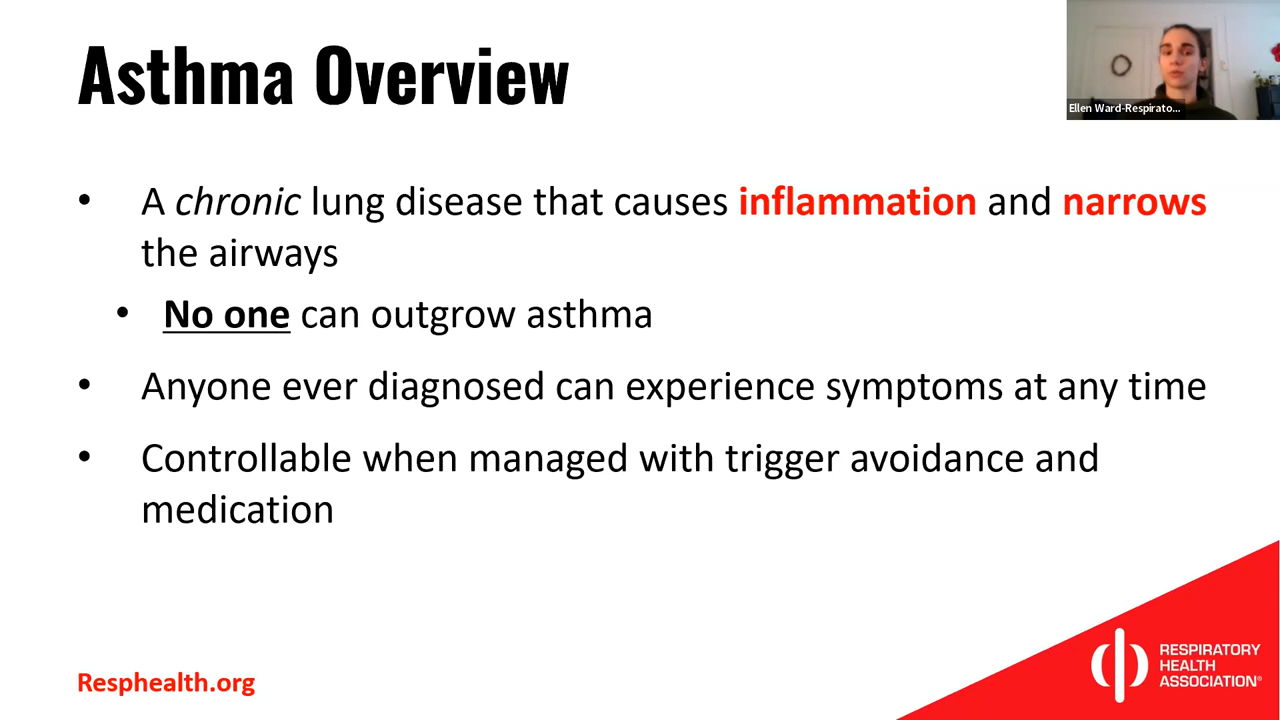 Asthma Overview
Ellen Ward-Respirato...
• A chronic lung disease that causes inflammation and narrows
the airways
• No one can outgrow asthma
• Anyone ever diagnosed can experience symptoms at any time
• Controllable when managed with trigger avoidance and
medication
Resphealth.org
RESPIRATORY
HEALTH
ASSOCIATION®